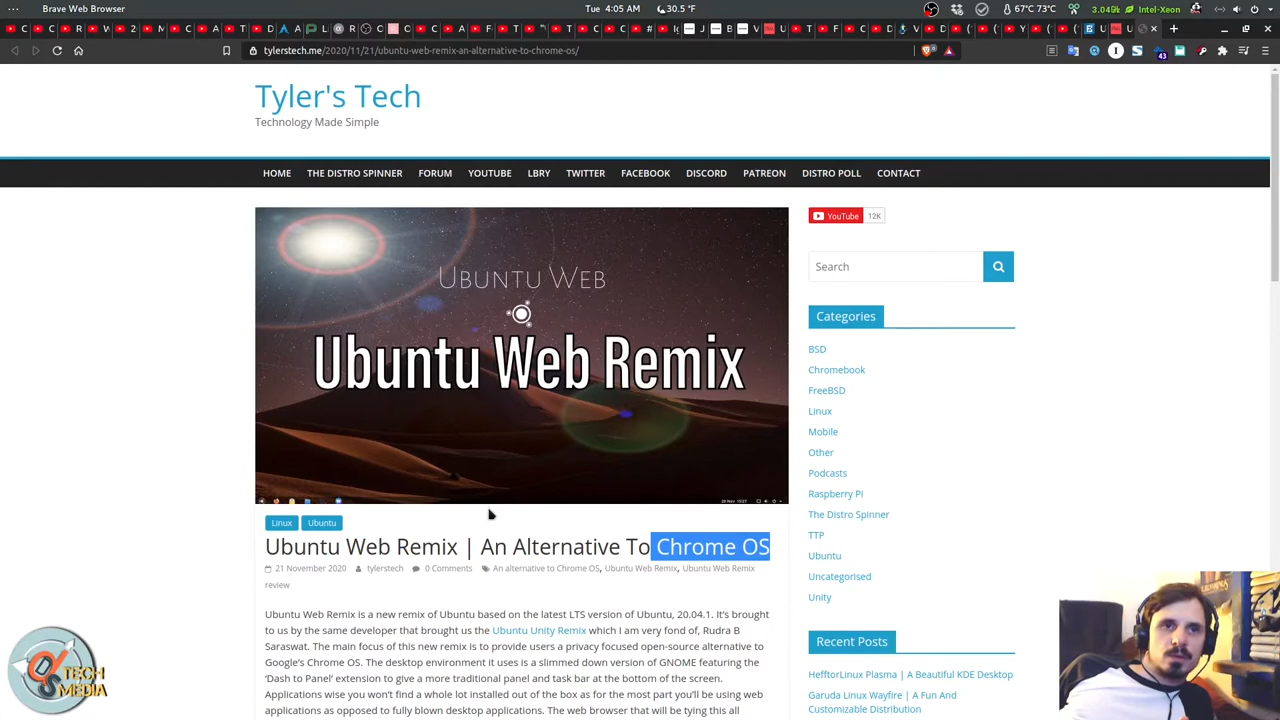 Brave Web Browser
Tue, 4:05 AM
30.5 °F
67°C 73°C
3.04
Intel-Xeon
tylerstech.me/2020/11/21/ubuntu-web-remix-an-alternative-to-chrome-os/
43
Tyler's Tech
Technology Made Simple
HOME THE DISTRO SPINNER FORUM YOUTUBE LBRY TWITTER FACEBOOK DISCORD PATREON DISTRO POLL CONTACT
UBUNTU WEB
Ubuntu Web Remix
YouTube 12K
Search
Categories
BSD
Chromebook
FreeBSD
Linux
Mobile
Other
Podcasts
Raspberry Pi
The Distro Spinner
TTP
Ubuntu
Uncategorised
Unity
Recent Posts
HefftorLinux Plasma | A Beautiful KDE Desktop
Garuda Linux Wayfire | A Fun And
Customizable Distribution
Linux Ubuntu
Ubuntu Web Remix | An Alternative To Chrome OS
21 November 2020 tylerstech 0 Comments An alternative to Chrome OS, Ubuntu Web Remix, Ubuntu Web Remix
review
Ubuntu Web Remix is a new remix of Ubuntu based on the latest LTS version of Ubuntu, 20.04.1. It's brought
to us by the same developer that brought us the Ubuntu Unity Remix which I am very fond of, Rudra B
Saraswat. The main focus of this new remix is to provide users a privacy focused open-source alternative to
Google's Chrome OS. The desktop environment it uses is a slimmed down version of GNOME featuring the
'Dash to Panel' extension to give a more traditional panel and task bar at the bottom of the screen.
Applications wise you won't find a whole lot installed out of the box as for the most part you'll be using web
applications as opposed to fully blown desktop applications. The web browser that will be tying this all
TECH
MEDIA